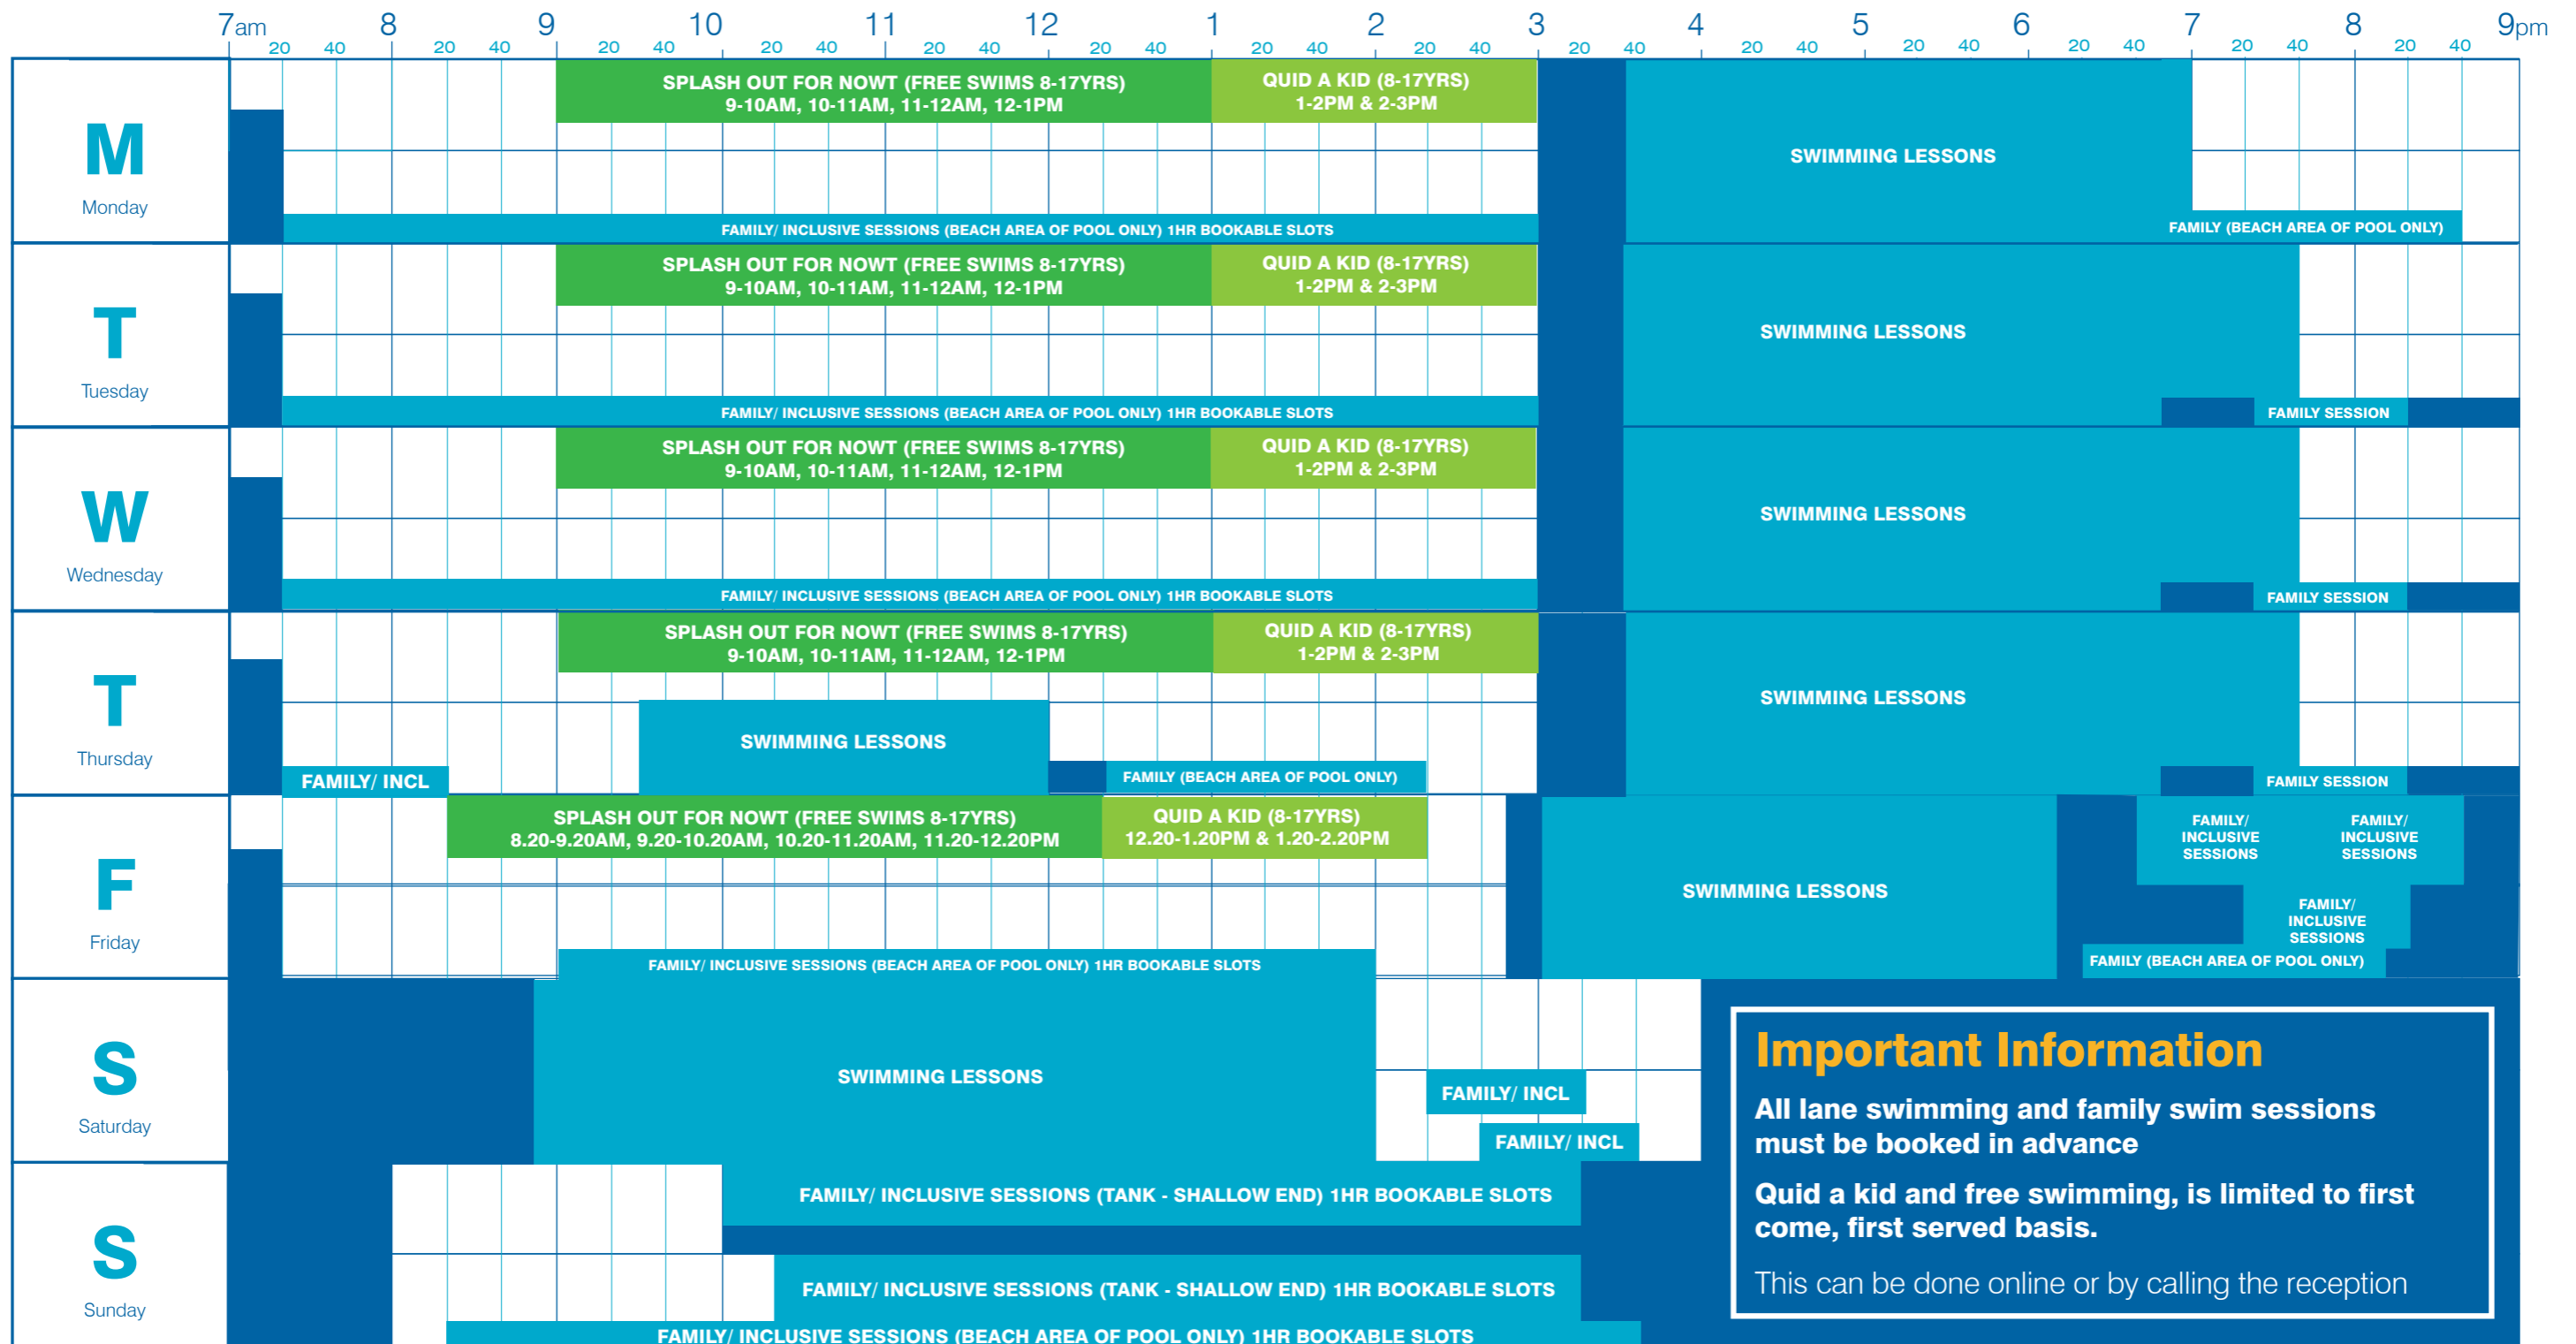 7am 8 9 10 11 12 1 2 3 4 5 6 7 8 9pm
20 40 20 40 20 40 20 40 20 40 20 40 20 40 20 40 20 40 20 40 20 40 20 40 20 40 20 40
M
Monday
SPLASH OUT FOR NOWT (FREE SWIMS 8-17YRS)
9-10AM, 10-11AM, 11-12AM, 12-1PM
QUID A KID (8-17YRS)
1-2PM & 2-3PM
SWIMMING LESSONS
FAMILY/ INCLUSIVE SESSIONS (BEACH AREA OF POOL ONLY) 1HR BOOKABLE SLOTS
FAMILY (BEACH AREA OF POOL ONLY)
T
Tuesday
SPLASH OUT FOR NOWT (FREE SWIMS 8-17YRS)
9-10AM, 10-11AM, 11-12AM, 12-1PM
QUID A KID (8-17YRS)
1-2PM & 2-3PM
SWIMMING LESSONS
FAMILY/ INCLUSIVE SESSIONS (BEACH AREA OF POOL ONLY) 1HR BOOKABLE SLOTS
FAMILY SESSION
W
Wednesday
SPLASH OUT FOR NOWT (FREE SWIMS 8-17YRS)
9-10AM, 10-11AM, 11-12AM, 12-1PM
QUID A KID (8-17YRS)
1-2PM & 2-3PM
SWIMMING LESSONS
FAMILY/ INCLUSIVE SESSIONS (BEACH AREA OF POOL ONLY) 1HR BOOKABLE SLOTS
FAMILY SESSION
T
Thursday
SPLASH OUT FOR NOWT (FREE SWIMS 8-17YRS)
9-10AM, 10-11AM, 11-12AM, 12-1PM
QUID A KID (8-17YRS)
1-2PM & 2-3PM
SWIMMING LESSONS
SWIMMING LESSONS
FAMILY/ INCL
FAMILY (BEACH AREA OF POOL ONLY)
FAMILY SESSION
F
Friday
SPLASH OUT FOR NOWT (FREE SWIMS 8-17YRS)
8.20-9.20AM, 9.20-10.20AM, 10.20-11.20AM, 11.20-12.20PM
QUID A KID (8-17YRS)
12.20-1.20PM & 1.20-2.20PM
SWIMMING LESSONS
FAMILY/
INCLUSIVE
SESSIONS
FAMILY/
INCLUSIVE
SESSIONS
FAMILY/
INCLUSIVE
SESSIONS
FAMILY/ INCLUSIVE SESSIONS (BEACH AREA OF POOL ONLY) 1HR BOOKABLE SLOTS
FAMILY (BEACH AREA OF POOL ONLY)
S
Saturday
SWIMMING LESSONS
FAMILY/ INCL
FAMILY/ INCL
S
Sunday
FAMILY/ INCLUSIVE SESSIONS (TANK - SHALLOW END) 1HR BOOKABLE SLOTS
FAMILY/ INCLUSIVE SESSIONS (TANK - SHALLOW END) 1HR BOOKABLE SLOTS
FAMILY/ INCLUSIVE SESSIONS (BEACH AREA OF POOL ONLY) 1HR BOOKABLE SLOTS
Important Information
All lane swimming and family swim sessions
must be booked in advance
Quid a kid and free swimming, is limited to first
come, first served basis.
This can be done online or by calling the reception